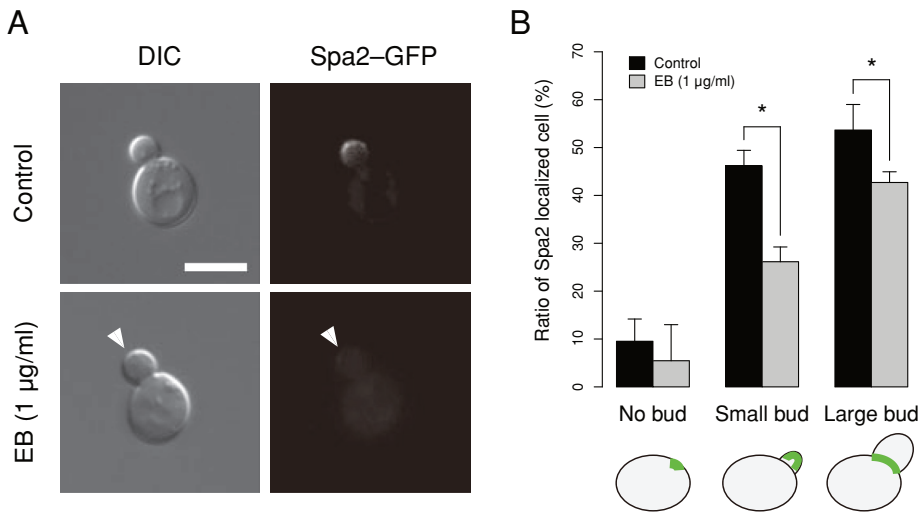 A
DIC
Spa2–GFP
Control
EB (1 µg/ml)
B
Ratio of Spa2 localized cell (%)
70
60
50
40
30
20
10
0
Control
EB (1 µg/ml)
*
*
No bud
Small bud
Large bud